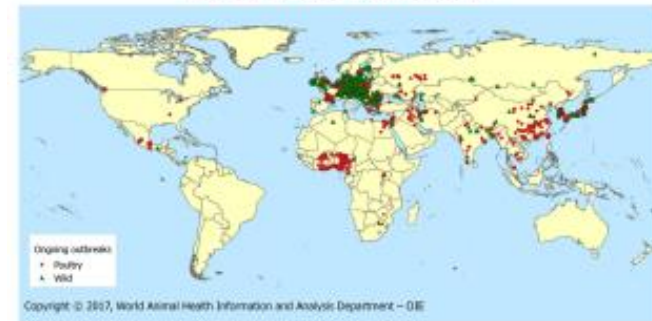 Ongoing outbreaks
Poultry
Wild
Copyright © 2017, World Animal Health Information and Analysis Department – OIE